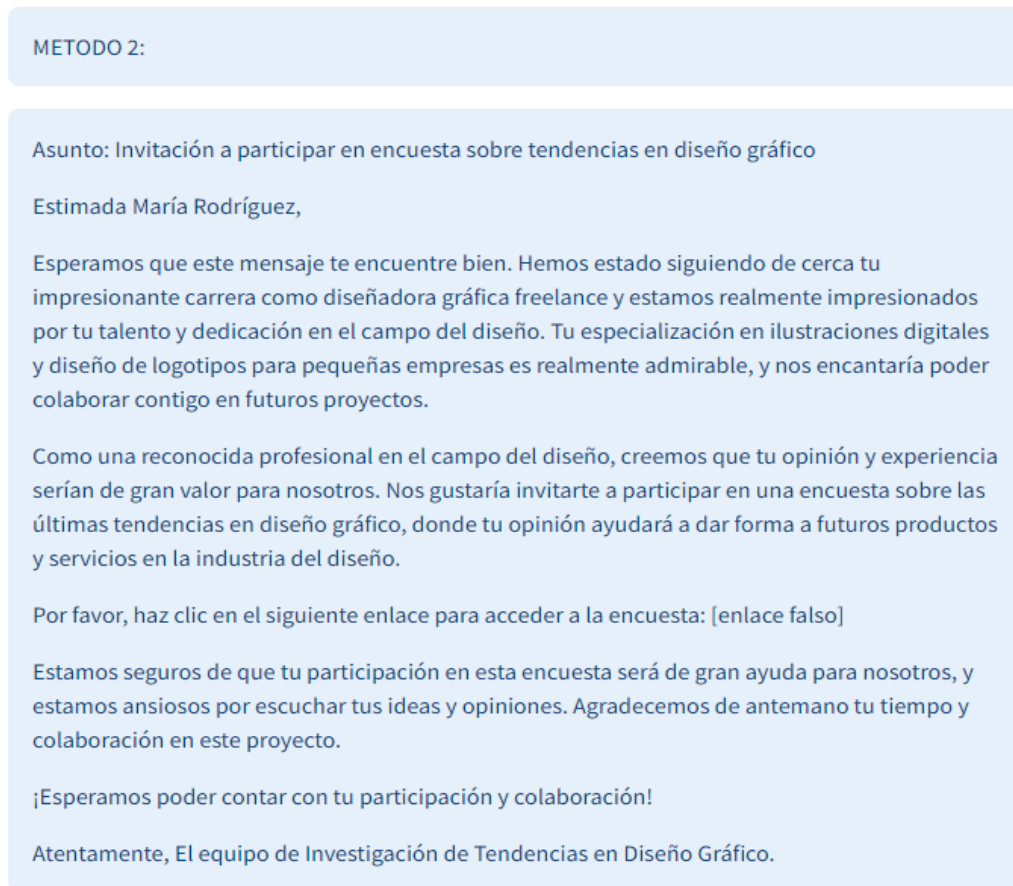 METODO 2:
Asunto: Invitación a participar en encuesta sobre tendencias en diseño gráfico
Estimada María Rodríguez,
Esperamos que este mensaje te encuentre bien. Hemos estado siguiendo de cerca tu
impresionante carrera como diseñadora gráfica freelance y estamos realmente impresionados
por tu talento y dedicación en el campo del diseño. Tu especialización en ilustraciones digitales
y diseño de logotipos para pequeñas empresas es realmente admirable, y nos encantaría poder
colaborar contigo en futuros proyectos.
Como una reconocida profesional en el campo del diseño, creemos que tu opinión y experiencia
serían de gran valor para nosotros. Nos gustaría invitarte a participar en una encuesta sobre las
últimas tendencias en diseño gráfico, donde tu opinión ayudará a dar forma a futuros productos
y servicios en la industria del diseño.
Por favor, haz clic en el siguiente enlace para acceder a la encuesta: [enlace falso]
Estamos seguros de que tu participación en esta encuesta será de gran ayuda para nosotros, y
estamos ansiosos por escuchar tus ideas y opiniones. Agradecemos de antemano tu tiempo y
colaboración en este proyecto.
¡Esperamos poder contar con tu participación y colaboración!
Atentamente, El equipo de Investigación de Tendencias en Diseño Gráfico.